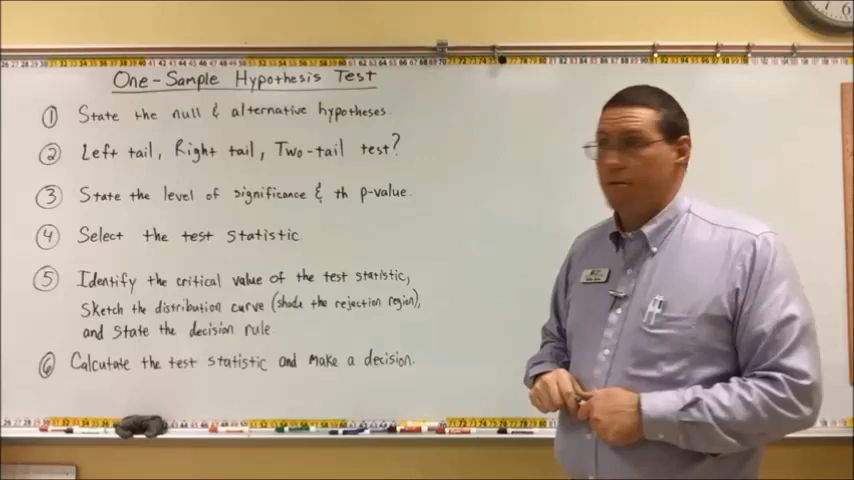 One-Sample Hypothesis Test
① State the null & alternative hypotheses.
② Left tail, Right tail, Two-tail test?
③ State the level of significance & th p-value.
④ Select the test statistic.
⑤ Identify the critical value of the test statistic,
sketch the distribution curve (shade the rejection region),
and state the decision rule
⑥ Calculate the test statistic and make a decision.